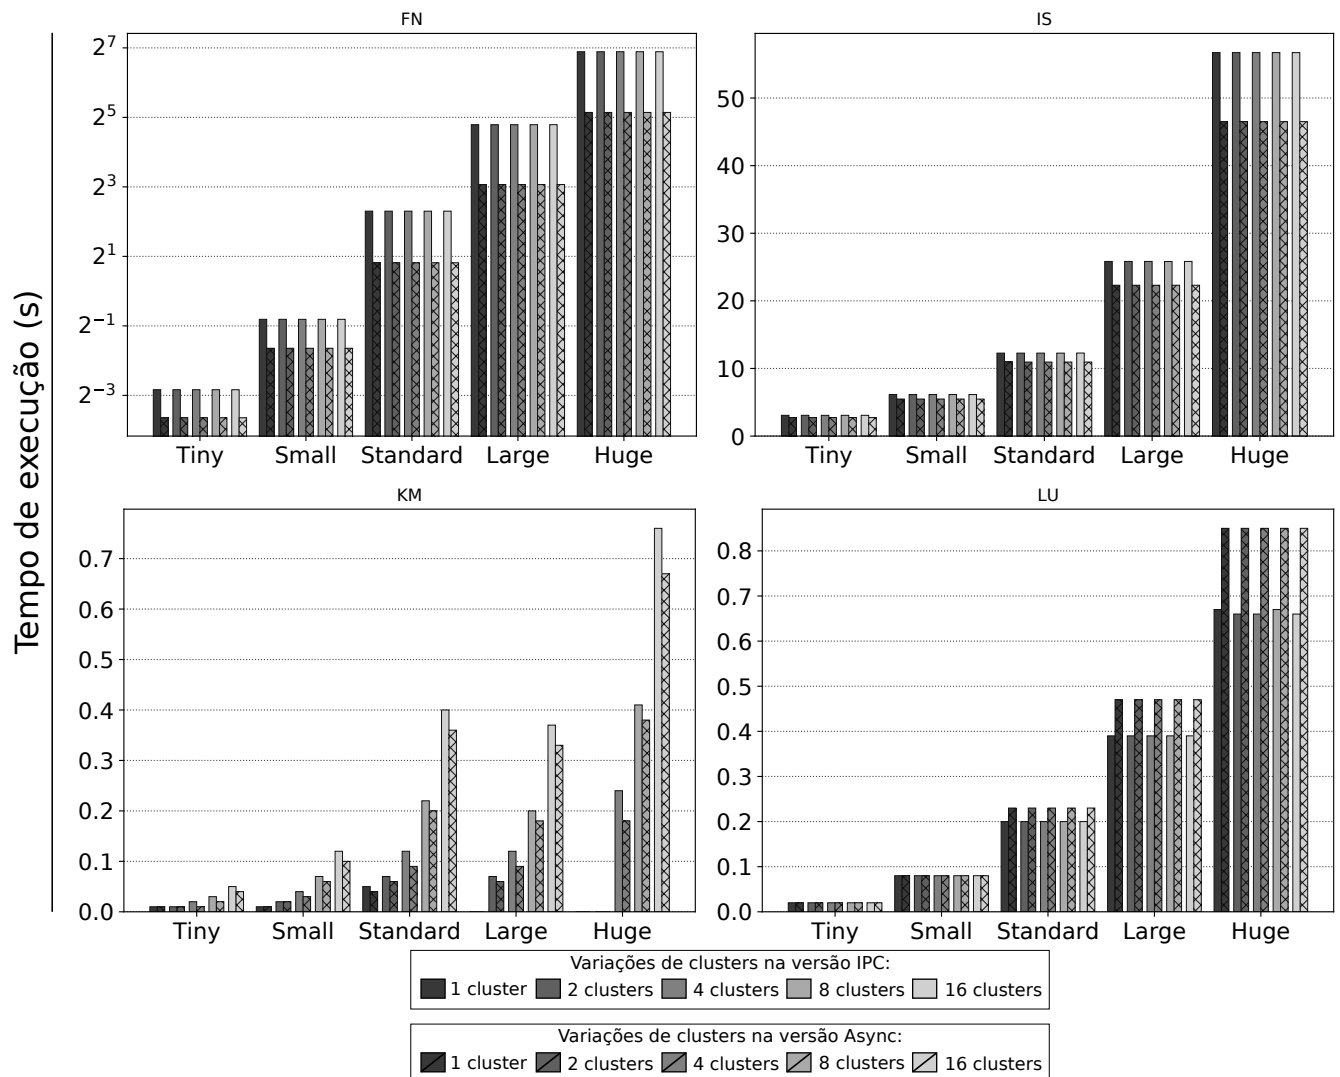 Tempo de execução (s)
FN
2^7
2^5
2^3
2^1
2^−1
2^−3
Tiny Small Standard Large Huge
IS
50
40
30
20
10
0
Tiny Small Standard Large Huge
KM
0.7
0.6
0.5
0.4
0.3
0.2
0.1
0.0
Tiny Small Standard Large Huge
LU
0.8
0.7
0.6
0.5
0.4
0.3
0.2
0.1
0.0
Tiny Small Standard Large Huge
Variações de clusters na versão IPC:
1 cluster 2 clusters 4 clusters 8 clusters 16 clusters
Variações de clusters na versão Async:
1 cluster 2 clusters 4 clusters 8 clusters 16 clusters